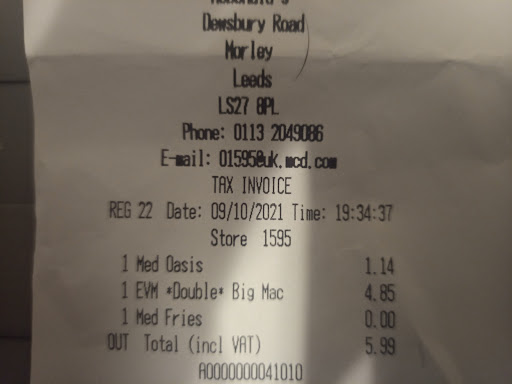 Dewsbury Road
Morley
Leeds
LS27 8PL
Phone: 0113 2049086
E-mail: 01595@uk.mcd.com
TAX INVOICE
REG 22 Date: 09/10/2021 Time: 19:34:37
Store 1595
1 Med Oasis 1.14
1 EVM *Double* Big Mac 4.85
1 Med Fries 0.00
OUT Total (incl VAT) 5.99
A0000000041010